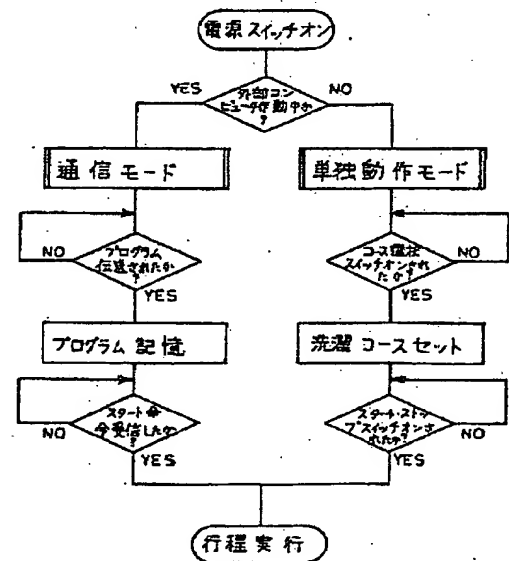 電源スイッチオン
YES
外部コン
ピュータ作動中か
?
NO
通信モード
単独動作モード
プログラム
伝送されたか
?
NO
YES
コース選択
スイッチオンされ
たか?
NO
YES
プログラム記憶
洗濯コースセット
スタート命
令受信したか
?
NO
YES
スタート・ストッ
プスイッチオンさ
れたか?
NO
YES
行程実行